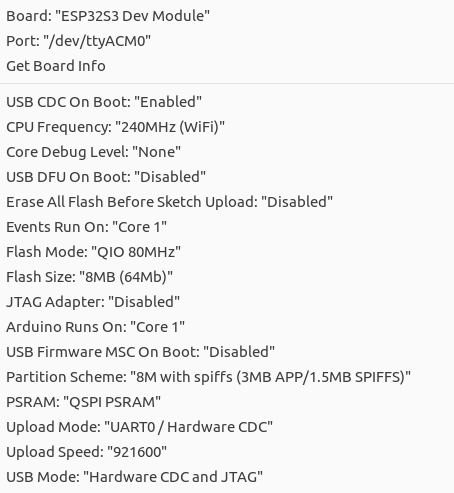 Board: "ESP32S3 Dev Module"
Port: "/dev/ttyACM0"
Get Board Info
USB CDC On Boot: "Enabled"
CPU Frequency: "240MHz (WiFi)"
Core Debug Level: "None"
USB DFU On Boot: "Disabled"
Erase All Flash Before Sketch Upload: "Disabled"
Events Run On: "Core 1"
Flash Mode: "QIO 80MHz"
Flash Size: "8MB (64Mb)"
JTAG Adapter: "Disabled"
Arduino Runs On: "Core 1"
USB Firmware MSC On Boot: "Disabled"
Partition Scheme: "8M with spiffs (3MB APP/1.5MB SPIFFS)"
PSRAM: "QSPI PSRAM"
Upload Mode: "UART0 / Hardware CDC"
Upload Speed: "921600"
USB Mode: "Hardware CDC and JTAG"